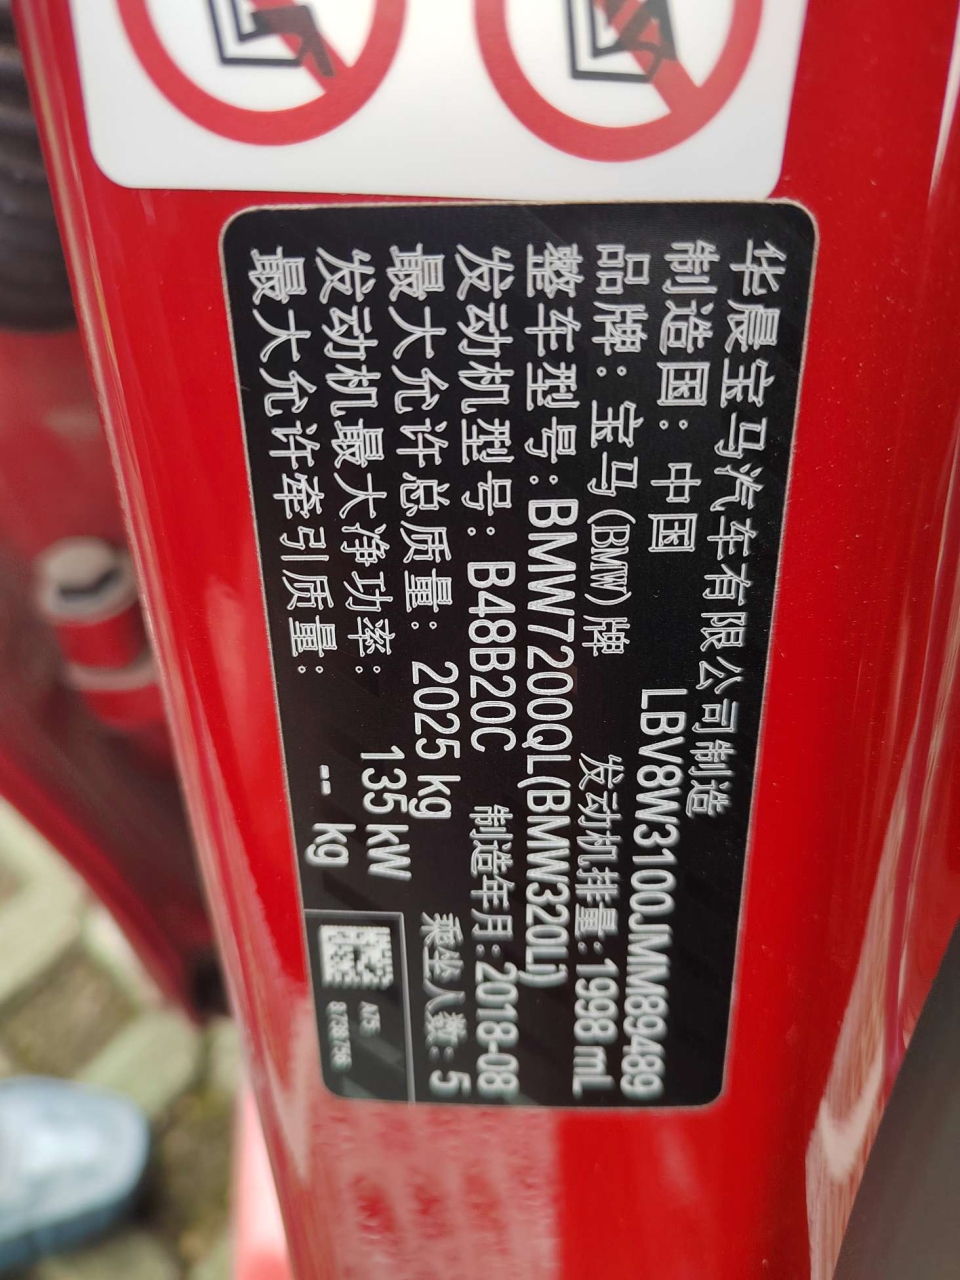 华晨宝马汽车有限公司制造
制造国：中国 LBV8W3100JMM89489
品牌：宝马(BMW)牌 发动机排量：1998 mL
整车型号：BMW7200QL(BMW320Li)
发动机型号：B48B20C 制造年月：2018-08
最大允许总质量：2025 kg 乘坐人数：5
发动机最大净功率：135 kW
最大允许牵引质量：-- kg